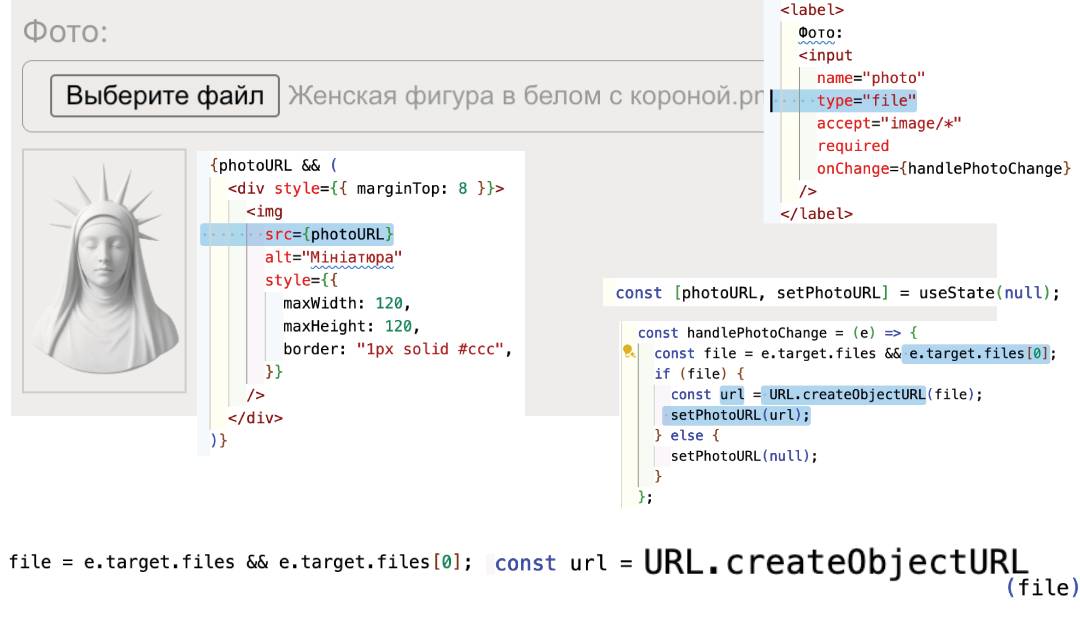 Фото:
Выберите файл Женская фигура в белом с короной.pn
<label>
Фото:
<input
name="photo"
type="file"
accept="image/*"
required
onChange={handlePhotoChange}
/>
</label>
{photoURL && (
<div style={{ marginTop: 8 }}>
<img
src={photoURL}
alt="Мініатюра"
style={{
maxWidth: 120,
maxHeight: 120,
border: "1px solid #ccc",
}}
/>
</div>
)}
const [photoURL, setPhotoURL] = useState(null);
const handlePhotoChange = (e) => {
const file = e.target.files && e.target.files[0];
if (file) {
const url = URL.createObjectURL(file);
setPhotoURL(url);
} else {
setPhotoURL(null);
}
};
file = e.target.files && e.target.files[0]; const url = URL.createObjectURL
(file)